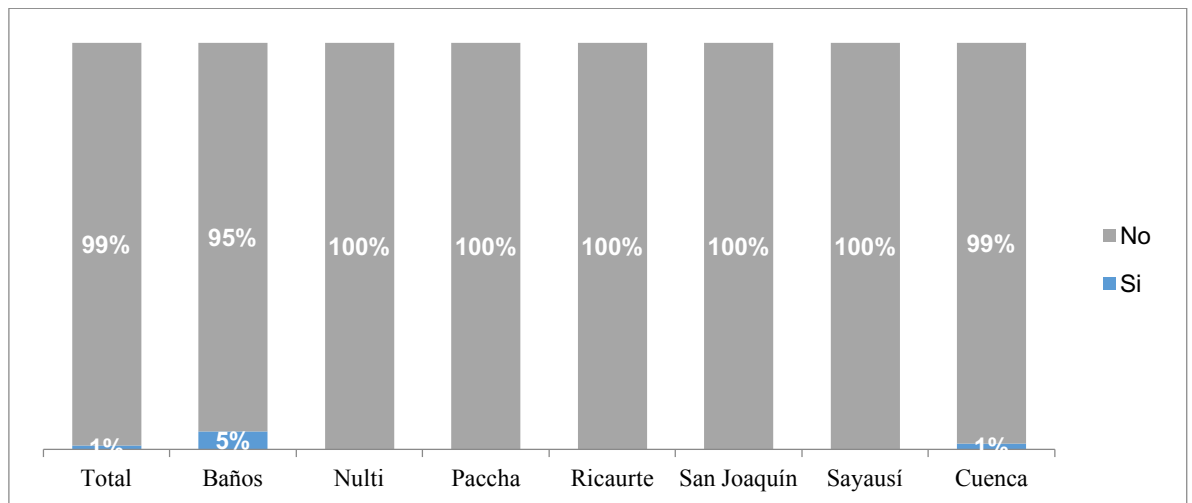 99% 95% 100% 100% 100% 100% 100% 99%
No
Si
1% 5% 1%
Total Baños Nulti Paccha Ricaurte San Joaquín Sayausí Cuenca